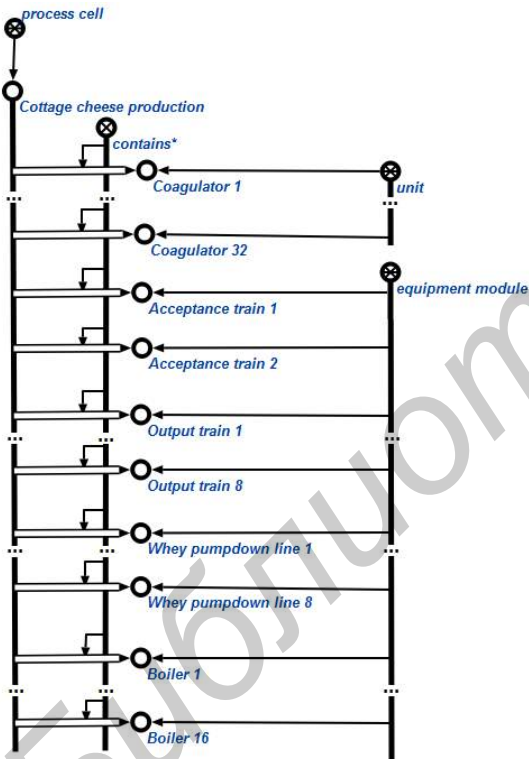 process cell
Cottage cheese production
contains*
Coagulator 1
unit
...
...
...
Coagulator 32
equipment module
Acceptance train 1
Acceptance train 2
Output train 1
...
...
...
Output train 8
Whey pumpdown line 1
...
...
...
Whey pumpdown line 8
Boiler 1
...
...
...
Boiler 16